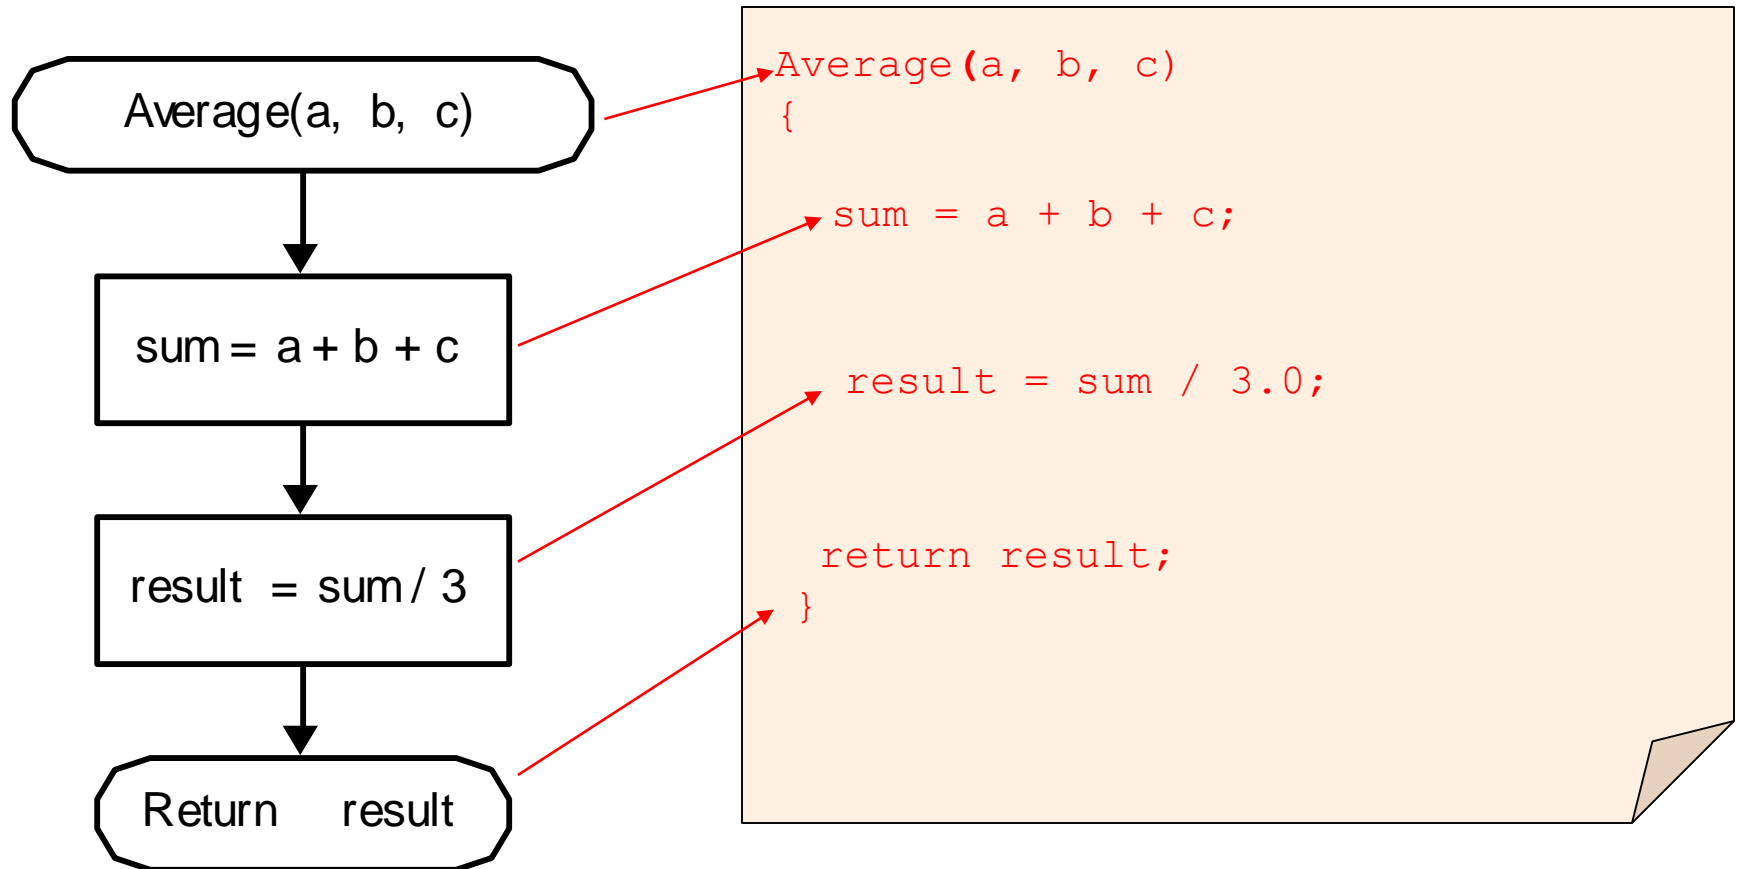 Average(a, b, c)
sum = a + b + c
result = sum / 3
Return result
Average(a, b, c)
{
sum = a + b + c;
result = sum / 3.0;
return result;
}